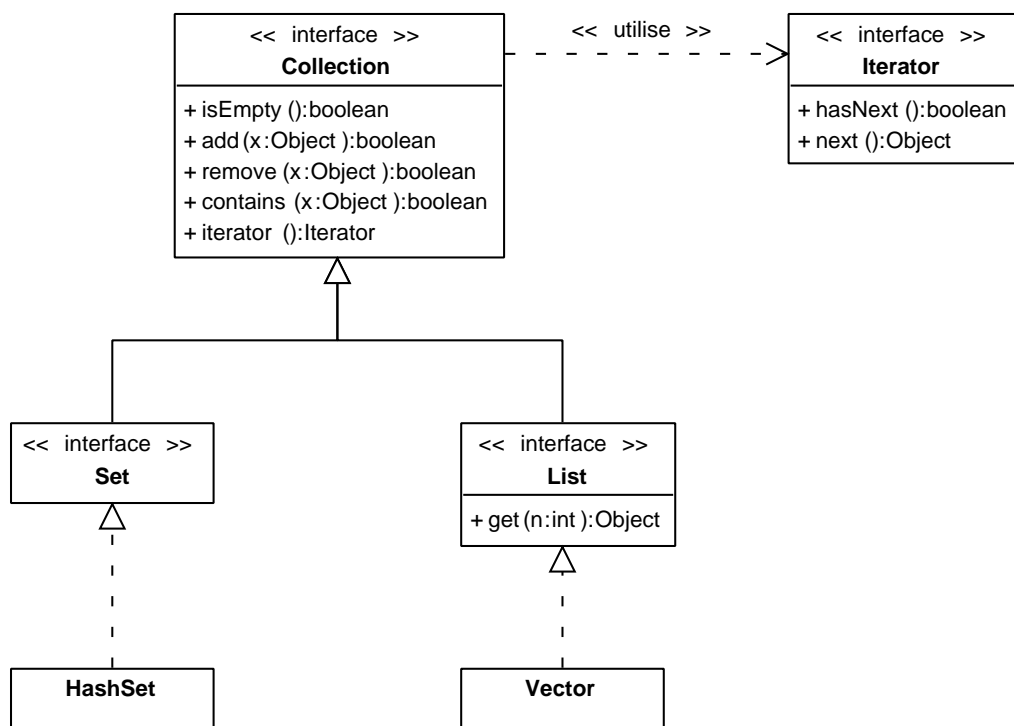 << interface >>
Collection
+ isEmpty ():boolean
+ add (x:Object ):boolean
+ remove (x:Object ):boolean
+ contains (x:Object ):boolean
+ iterator ():Iterator
<< utilise >>
<< interface >>
Iterator
+ hasNext ():boolean
+ next ():Object
<< interface >>
Set
<< interface >>
List
+ get (n:int ):Object
HashSet
Vector